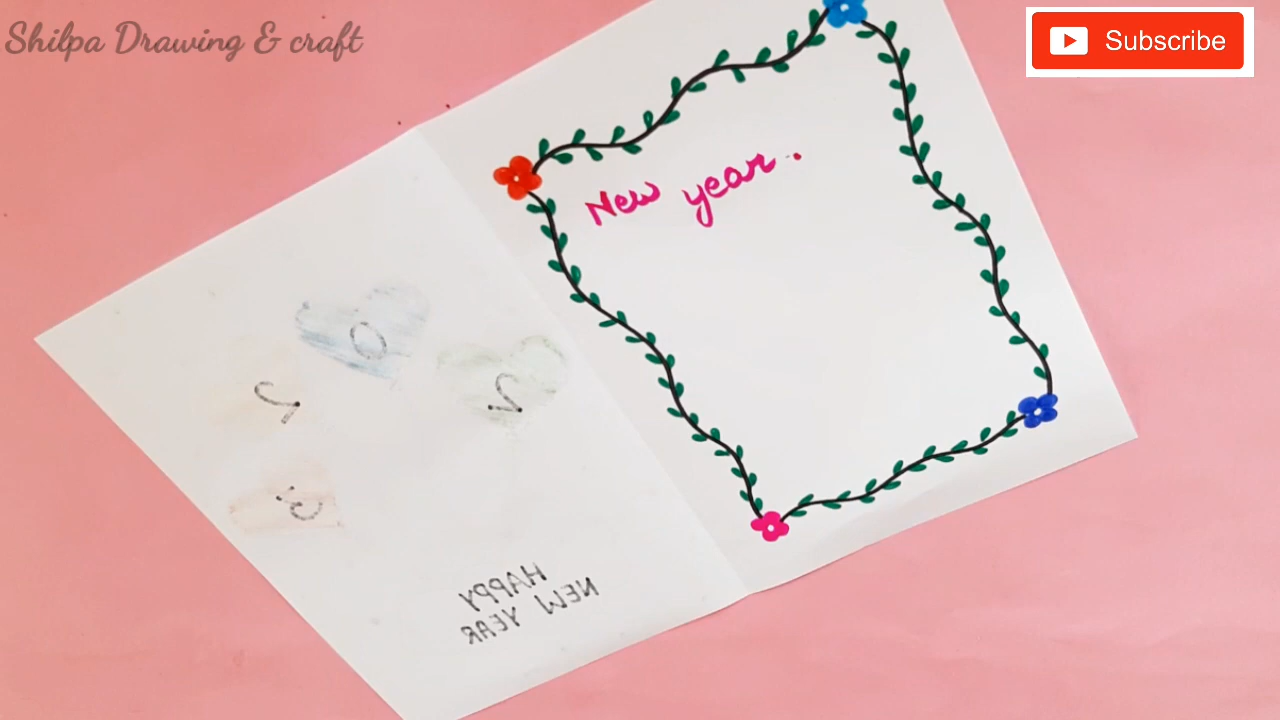 Shilpa Drawing & craft
Subscribe
New year..
HAPPY
NEW YEAR